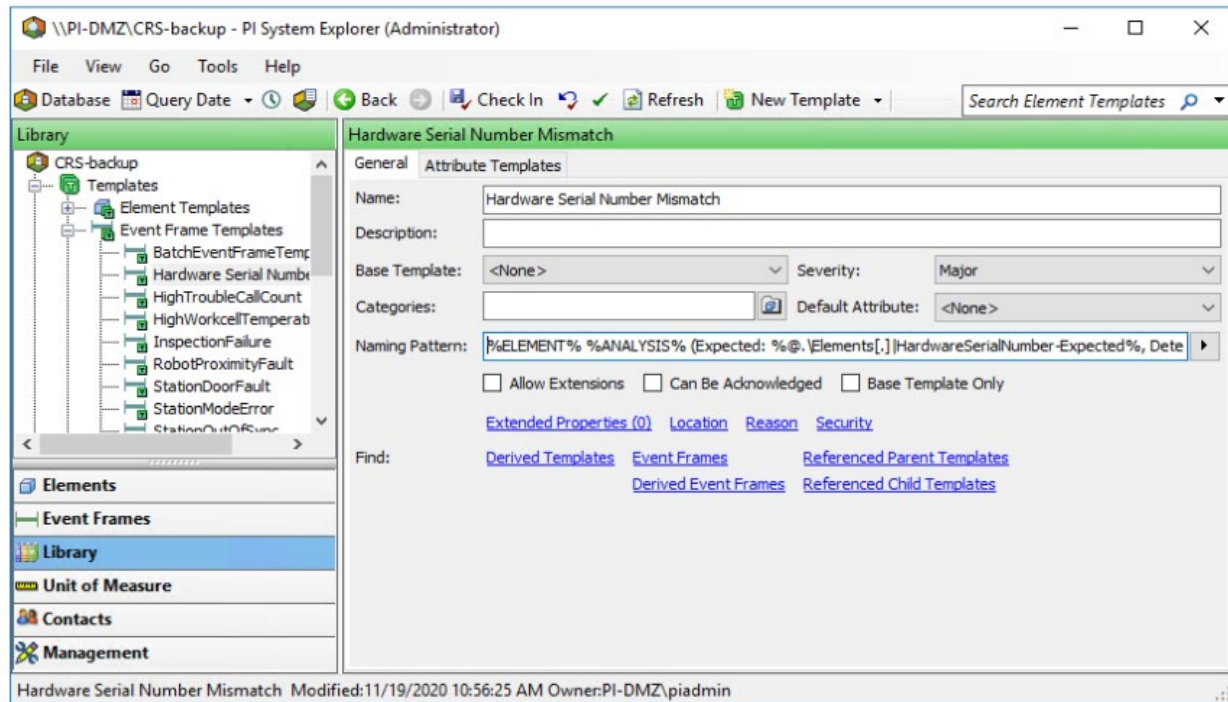 \\PI-DMZ\CRS-backup - PI System Explorer (Administrator)
File View Go Tools Help
Database Query Date Back Check In Refresh New Template Search Element Templates
Library
CRS-backup
Templates
Element Templates
Event Frame Templates
BatchEventFrameTemp
Hardware Serial Numbe
HighTroubleCallCount
HighWorkcellTemperatu
InspectionFailure
RobotProximityFault
StationDoorFault
StationModeError
StationOutOfSync
Elements
Event Frames
Library
Unit of Measure
Contacts
Management
Hardware Serial Number Mismatch
General Attribute Templates
Name: Hardware Serial Number Mismatch
Description:
Base Template: <None> Severity: Major
Categories: Default Attribute: <None>
Naming Pattern: %ELEMENT% %ANALYSIS% (Expected: %@.\Elements[.]|HardwareSerialNumber-Expected%, Dete
Allow Extensions Can Be Acknowledged Base Template Only
Extended Properties (0) Location Reason Security
Find: Derived Templates Event Frames Referenced Parent Templates
Derived Event Frames Referenced Child Templates
Hardware Serial Number Mismatch Modified:11/19/2020 10:56:25 AM Owner:PI-DMZ\piadmin